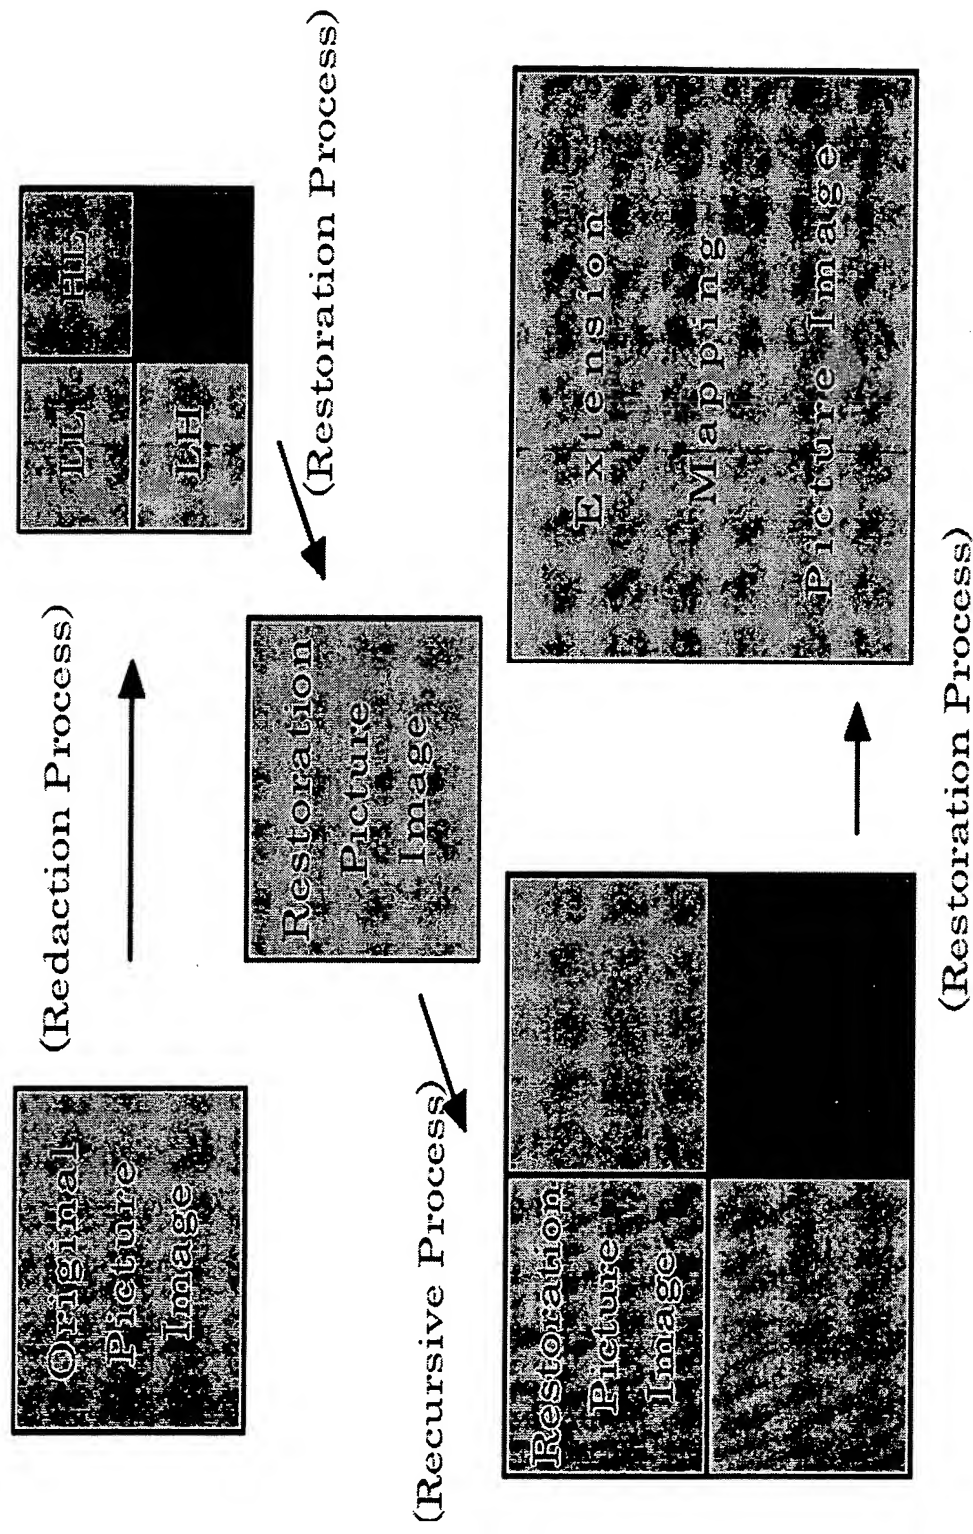 Original
Picture
Image
(Redaction Process)
LL
HL
LH
(Restoration Process)
Restoration
Picture
Image
(Recursive Process)
Restoration
Picture
Image
(Restoration Process)
Extension
Mapping
Picture Image